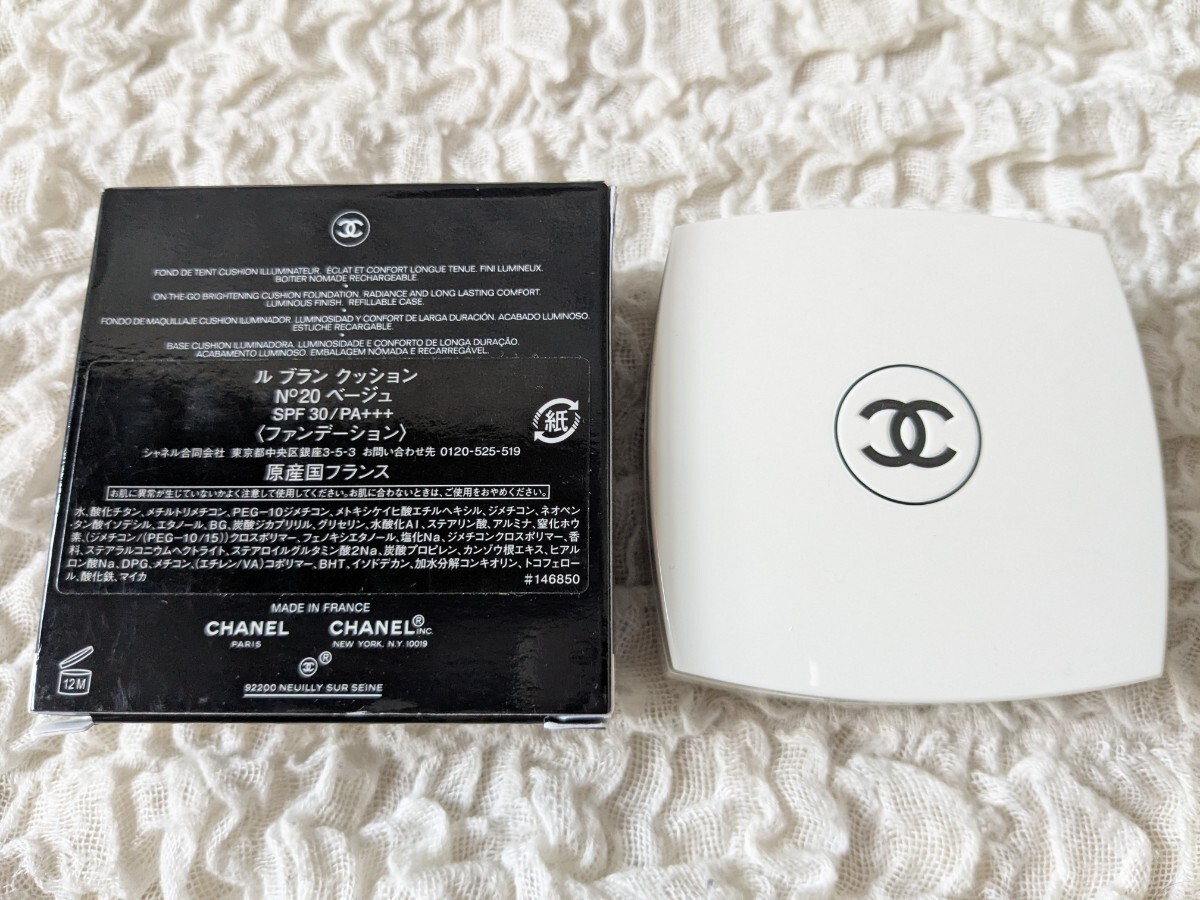 FOND DE TEINT CUSHION ILLUMINATEUR. ÉCLAT ET CONFORT LONGUE TENUE. FINI LUMINEUX.
BOITIER NOMADE RECHARGEABLE.
ON-THE-GO BRIGHTENING CUSHION FOUNDATION. RADIANCE AND LONG LASTING COMFORT.
LUMINOUS FINISH. REFILLABLE CASE.
FONDO DE MAQUILLAJE CUSHION ILUMINADOR. LUMINOSIDAD Y CONFORT DE LARGA DURACIÓN. ACABADO LUMINOSO.
ESTUCHE RECARGABLE.
BASE CUSHION ILUMINADORA. LUMINOSIDADE E CONFORTO DE LONGA DURAÇÃO.
ACABAMENTO LUMINOSO. EMBALAGEM NÓMADA E RECARREGÁVEL.
ル ブラン クッション
Nº20 ベージュ
SPF 30/PA+++
〈ファンデーション〉
紙
シャネル合同会社 東京都中央区銀座3-5-3 お問い合わせ先 0120-525-519
原産国フランス
お肌に異常が生じていないかよく注意して使用してください。お肌に合わないときは、ご使用をおやめください。
水、酸化チタン、メチルトリメチコン、PEG-10ジメチコン、メトキシケイヒ酸エチルヘキシル、ジメチコン、ネオペン
タン酸イソデシル、エタノール、BG、炭酸ジカプリリル、グリセリン、水酸化Al、ステアリン酸、アルミナ、窒化ホウ
素、(ジメチコン/(PEG-10/15))クロスポリマー、フェノキシエタノール、塩化Na、ジメチコンクロスポリマー、香
料、ステアラルコニウムヘクトライト、ステアロイルグルタミン酸2Na、炭酸プロピレン、カンゾウ根エキス、ヒアル
ロン酸Na、DPG、メチコン、(エチレン/VA)コポリマー、BHT、イソドデカン、加水分解コンキオリン、トコフェロ
ール、酸化鉄、マイカ
#146850
MADE IN FRANCE
CHANEL CHANEL® INC.
PARIS NEW YORK. N.Y. 10019
®
92200 NEUILLY SUR SEINE
12M